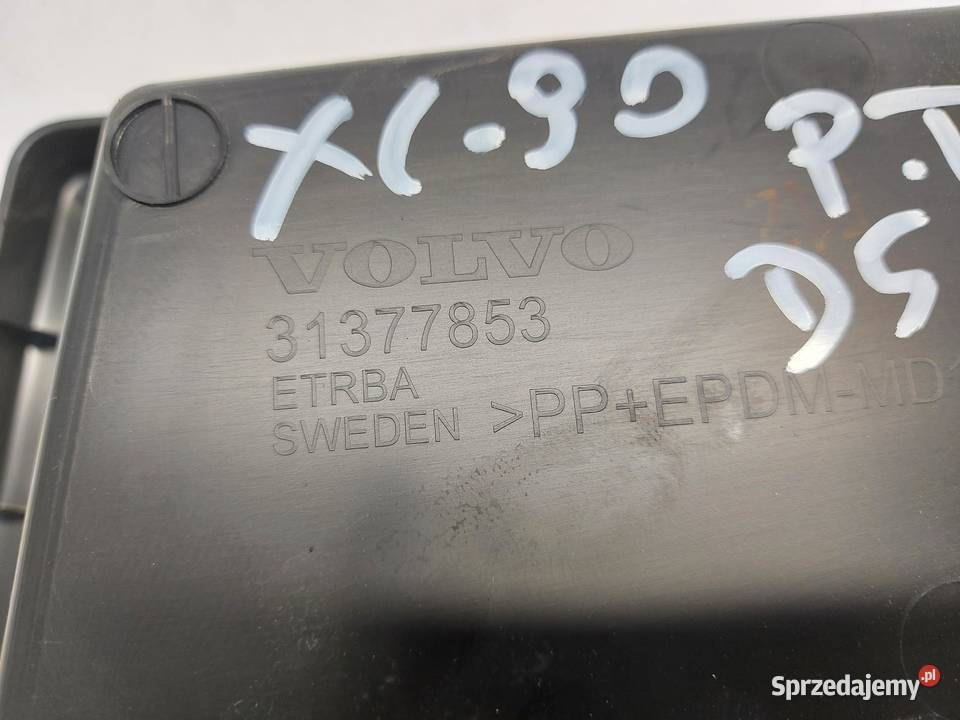 XC.90
P.T
D5
VOLVO
31377853
ETRBA
SWEDEN >PP+EPDM-MD
Sprzedajemy.pl